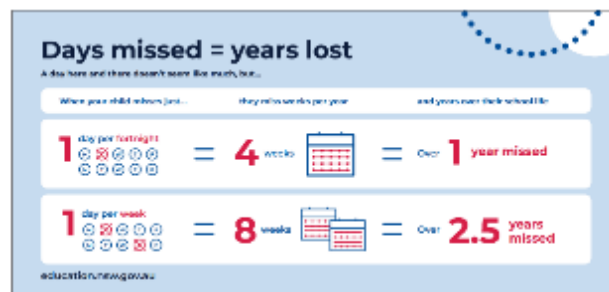 Days missed = years lost
A day here and there doesn't seem like much, but...
When your child misses just... they miss weeks per year and years over their school life
1 day per fortnight = 4 weeks = Over 1 year missed
M T W T F
M T W T F
1 day per week = 8 weeks = Over 2.5 years missed
M T W T F
M T W T F
education.nsw.gov.au